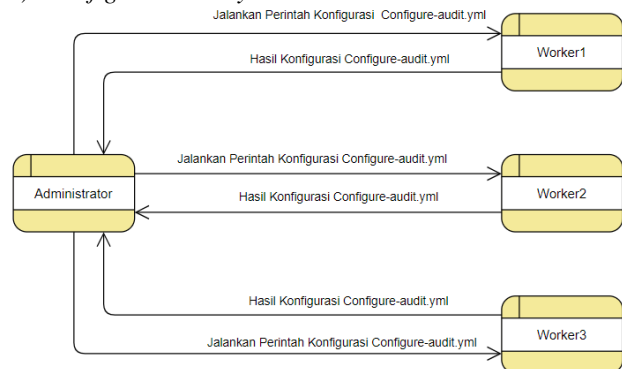 Jalankan Perintah Konfigurasi Configure-audit.yml
Worker1
Hasil Konfigurasi Configure-audit.yml
Jalankan Perintah Konfigurasi Configure-audit.yml
Administrator
Worker2
Hasil Konfigurasi Configure-audit.yml
Hasil Konfigurasi Configure-audit.yml
Worker3
Jalankan Perintah Konfigurasi Configure-audit.yml